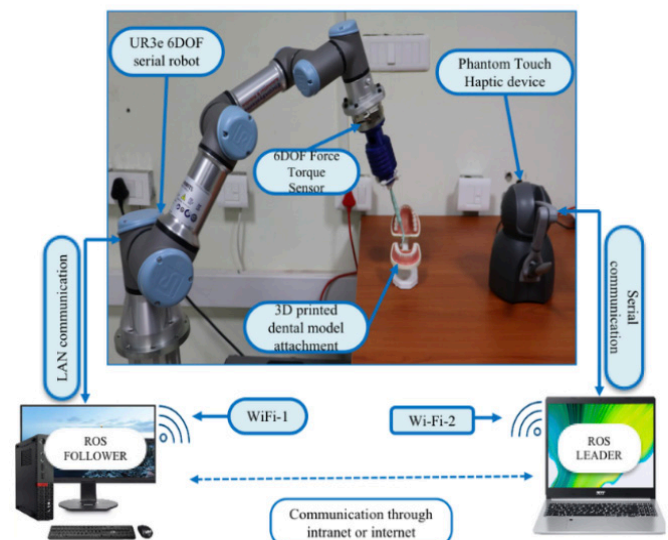 UR3e 6DOF
serial robot
Phantom Touch
Haptic device
6DOF Force
Torque
Sensor
3D printed
dental model
attachment
LAN communication
Serial
communication
WiFi-1
Wi-Fi-2
ROS
FOLLOWER
ROS
LEADER
Communication through
intranet or internet